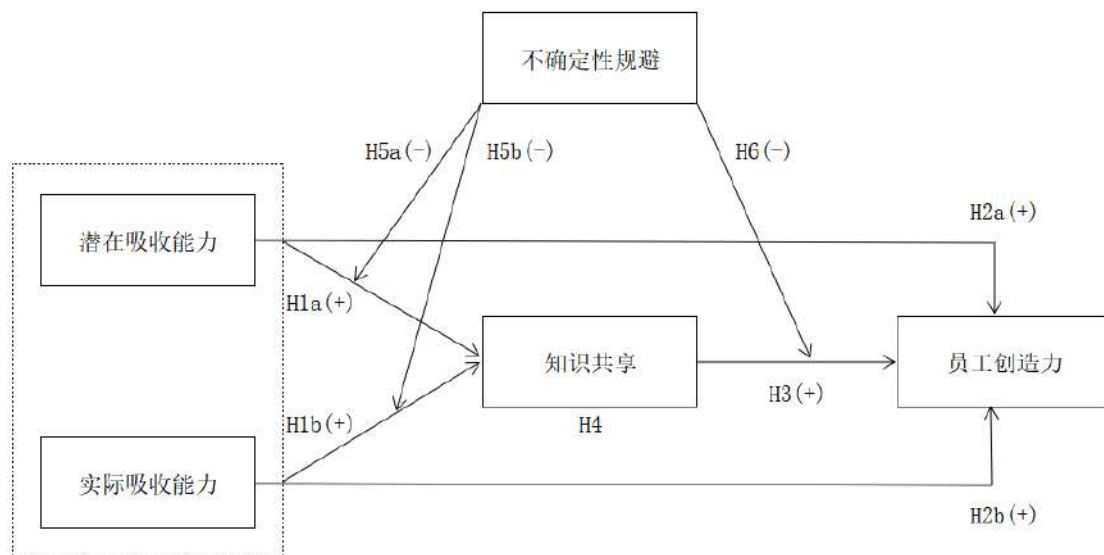 不确定性规避
H5a(-)
H5b(-)
H6(-)
H2a(+)
潜在吸收能力
H1a(+)
知识共享
员工创造力
H3(+)
H1b(+)
H4
实际吸收能力
H2b(+)